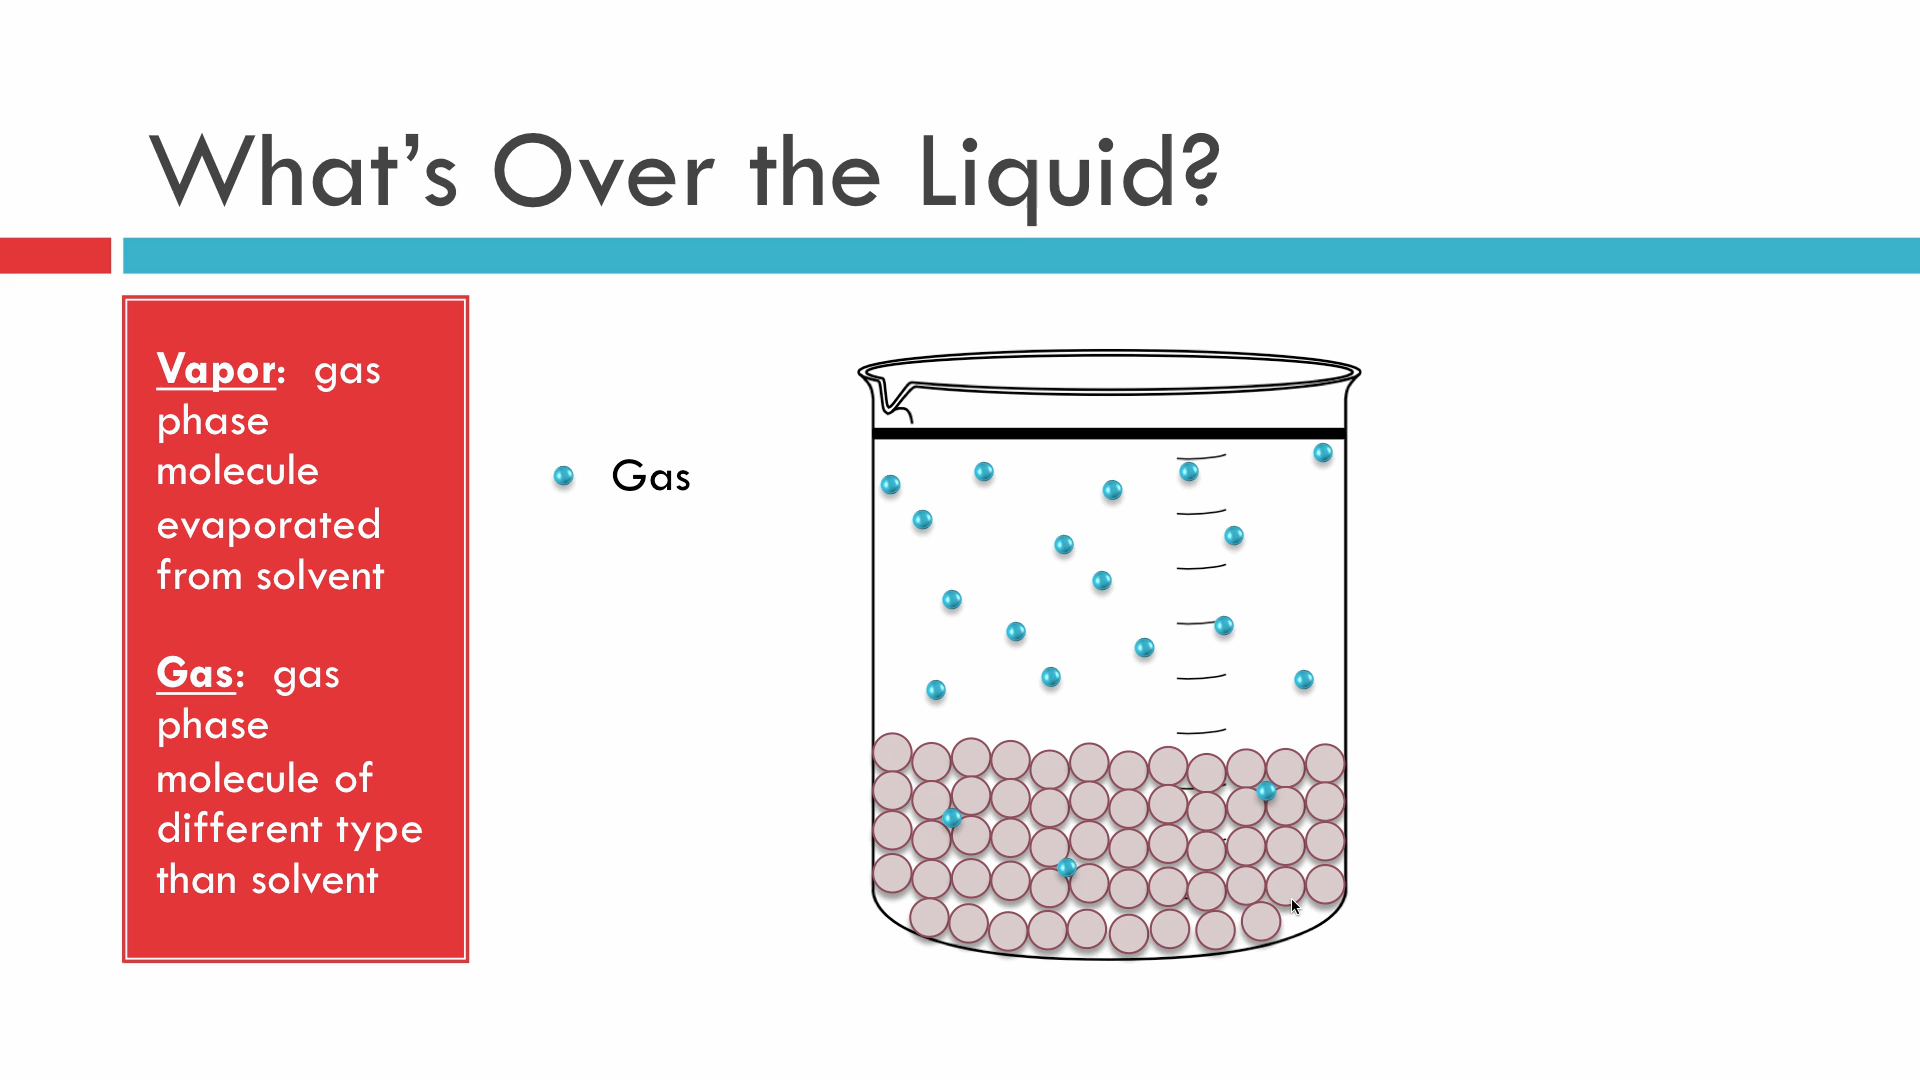 What's Over the Liquid?
Vapor: gas
phase
molecule
evaporated
from solvent
Gas: gas
phase
molecule of
different type
than solvent
Gas